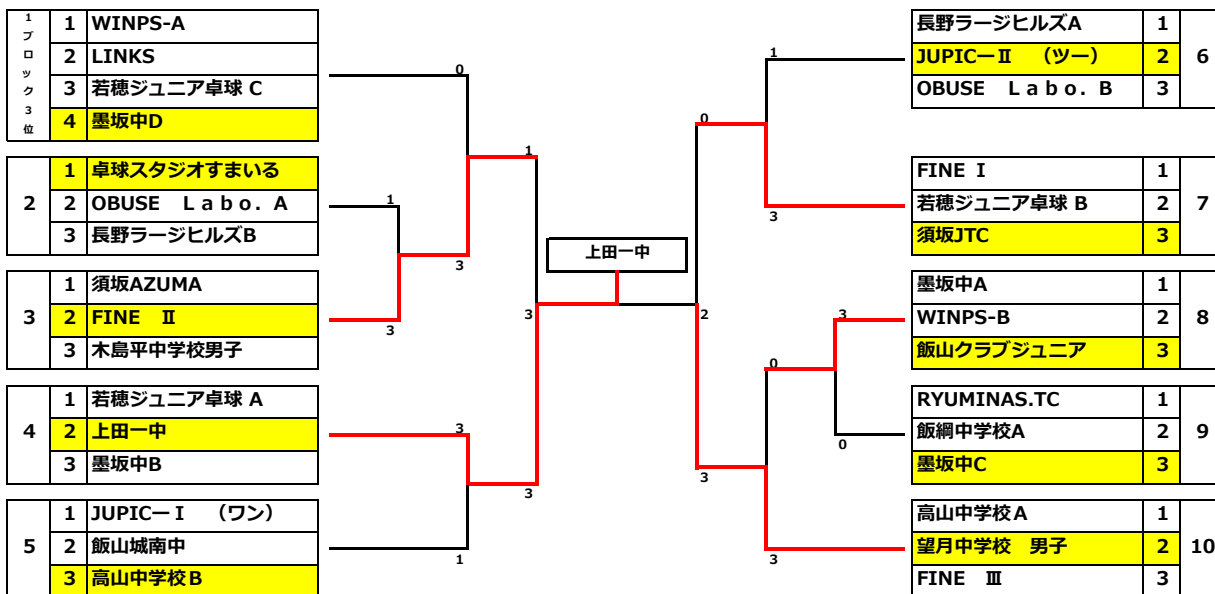 1ブロック3位
1 WINPS-A
2 LINKS
3 若穂ジュニア卓球 C
4 墨坂中D
2
1 卓球スタジオすまいる
2 OBUSE Labo. A
3 長野ラージヒルズB
3
1 須坂AZUMA
2 FINE Ⅱ
3 木島平中学校男子
4
1 若穂ジュニア卓球 A
2 上田一中
3 墨坂中B
5
1 JUPICーⅠ (ワン)
2 飯山城南中
3 高山中学校B
0
1
1
3
3
3
3
3
1
上田一中
1
0
3
2
3
0
0
3
3
長野ラージヒルズA 1
JUPICーⅡ (ツー) 2
OBUSE Labo. B 3
6
FINE Ⅰ 1
若穂ジュニア卓球 B 2
須坂JTC 3
7
墨坂中A 1
WINPS-B 2
飯山クラブジュニア 3
8
RYUMINAS.TC 1
飯綱中学校A 2
墨坂中C 3
9
高山中学校A 1
望月中学校 男子 2
FINE Ⅲ 3
10